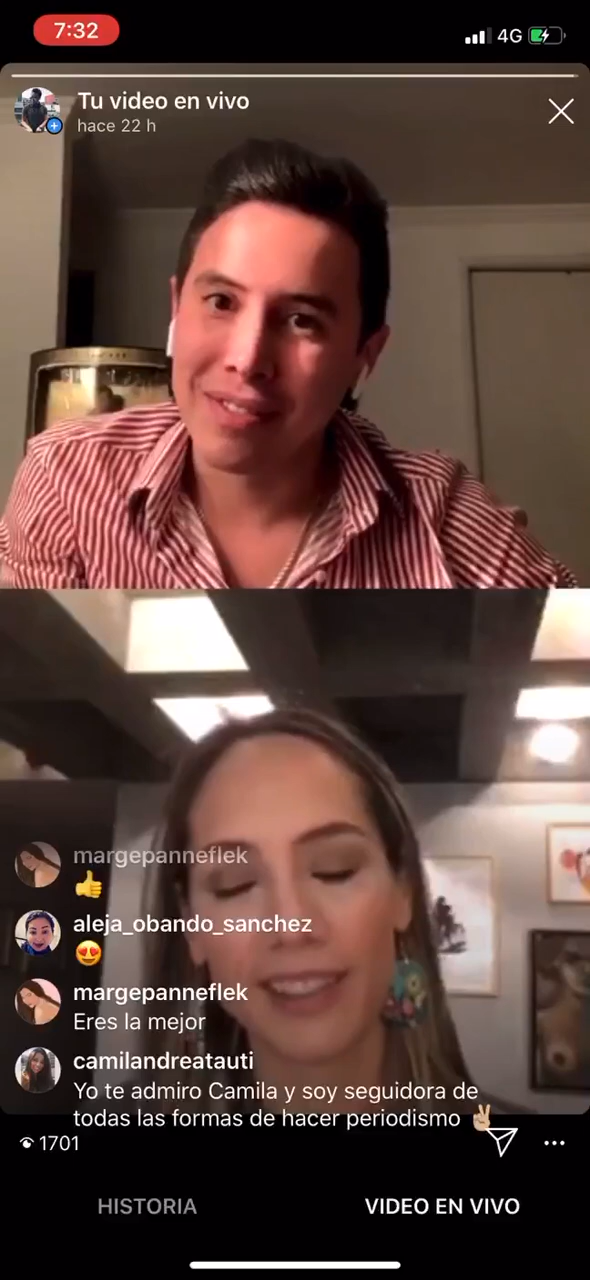 7:32
4G
Tu video en vivo
hace 22 h
margepanneflek
👍
aleja_obando_sanchez
😍
margepanneflek
Eres la mejor
camilandreatauti
Yo te admiro Camila y soy seguidora de
todas las formas de hacer periodismo ✌🏼
1701
HISTORIA
VIDEO EN VIVO